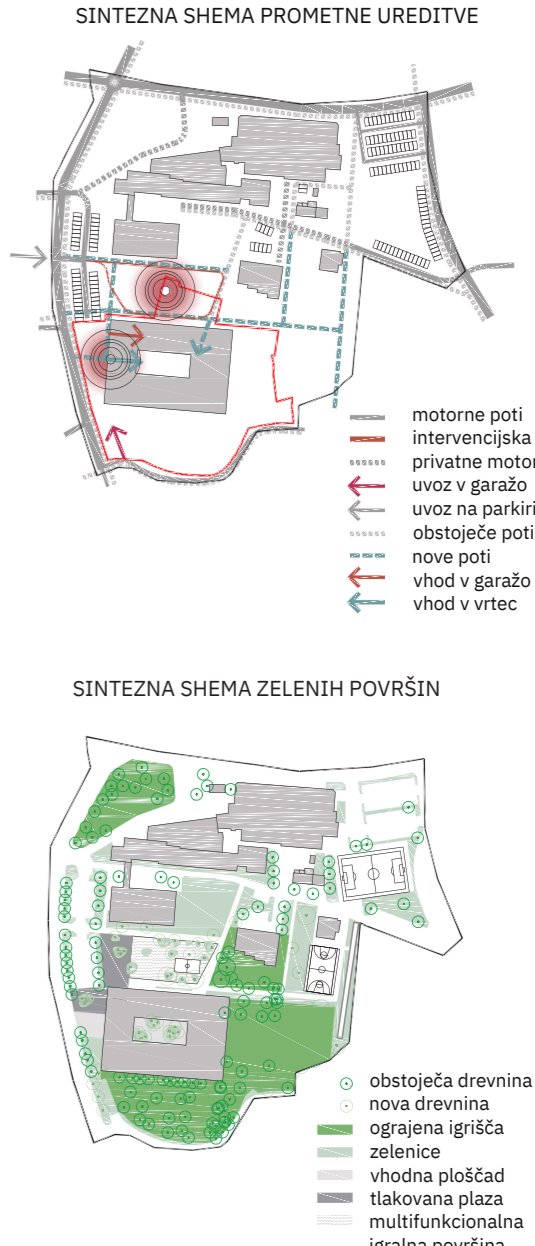 SINTEZNA SHEMA PROMETNE UREDITVE
motorne poti
intervencijska
privatne motor
uvoz v garažo
uvoz na parkiri
obstoječe poti
nove poti
vhod v garažo
vhod v vrtec
SINTEZNA SHEMA ZELENIH POVRŠIN
obstoječa drevnina
nova drevnina
ograjena igrišča
zelenice
vhodna ploščad
tlakovana plaza
multifunkcionalna
igralna površina